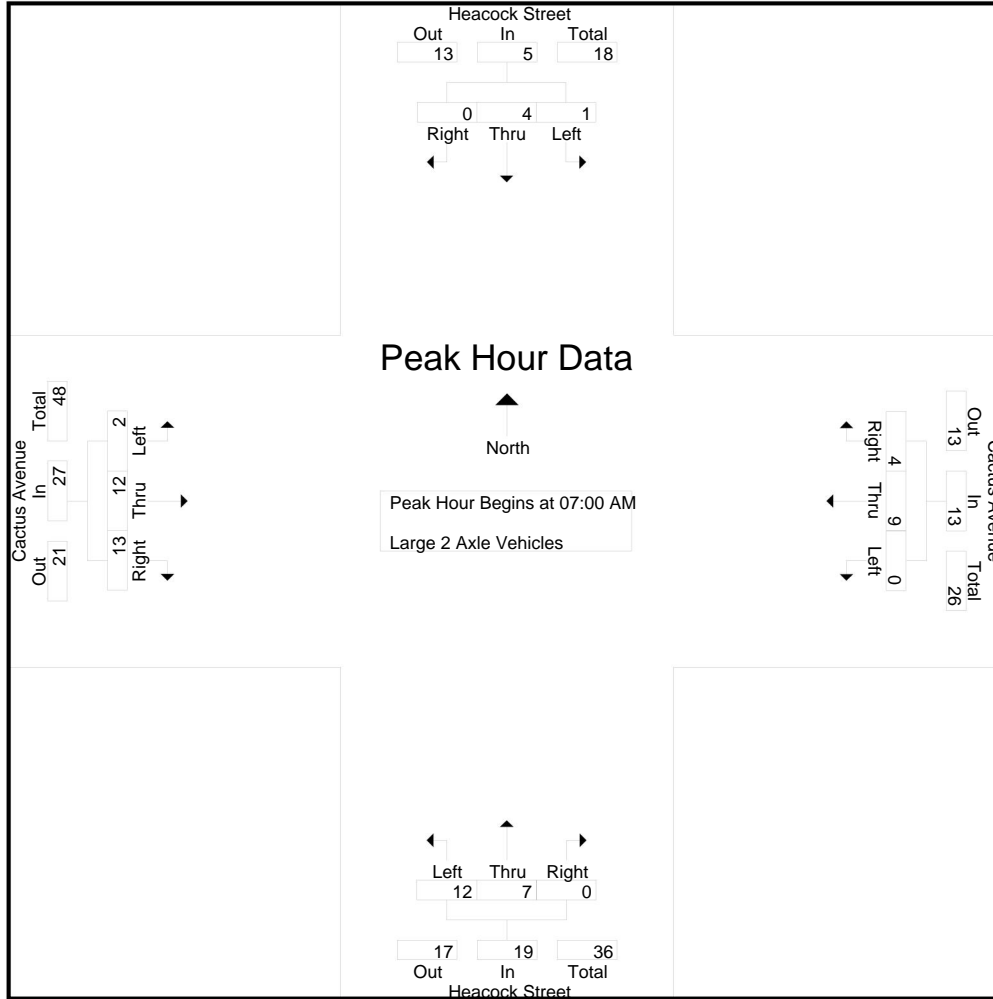 Heacock Street
Out In Total
13 5 18
0 4 1
Right Thru Left
Peak Hour Data
North
Peak Hour Begins at 07:00 AM
Large 2 Axle Vehicles
Cactus Avenue
Total In Out
48 27 21
2 12 13
Left Thru Right
Cactus Avenue
Out In Total
13 13 26
Right Thru Left
4 9 0
Left Thru Right
12 7 0
17 19 36
Out In Total
Heacock Street